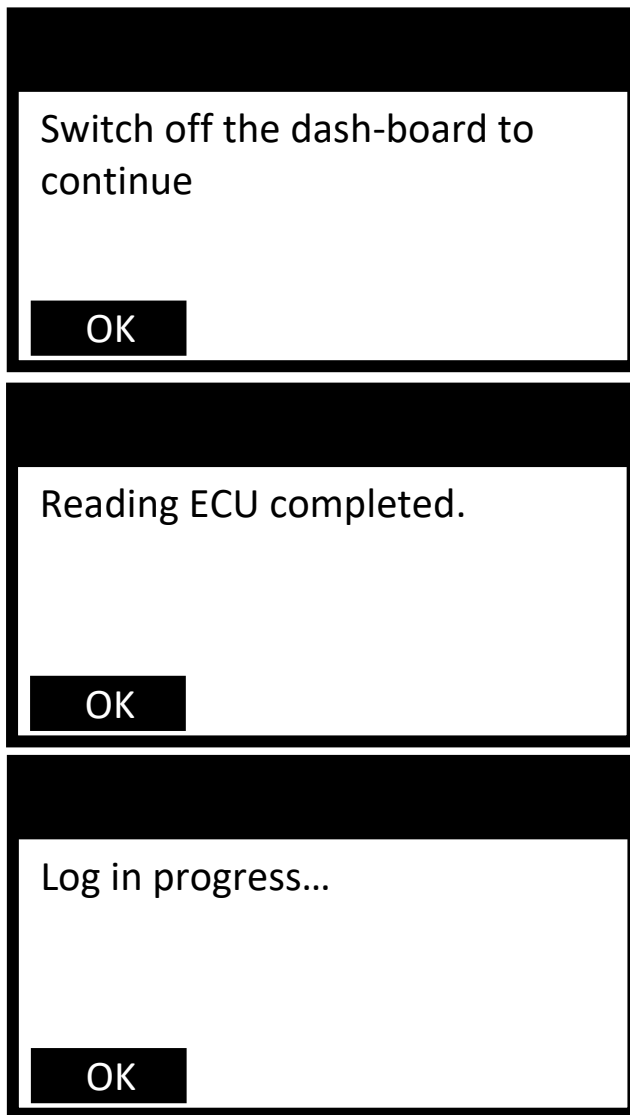 Switch off the dash-board to
continue
OK
Reading ECU completed.
OK
Log in progress...
OK